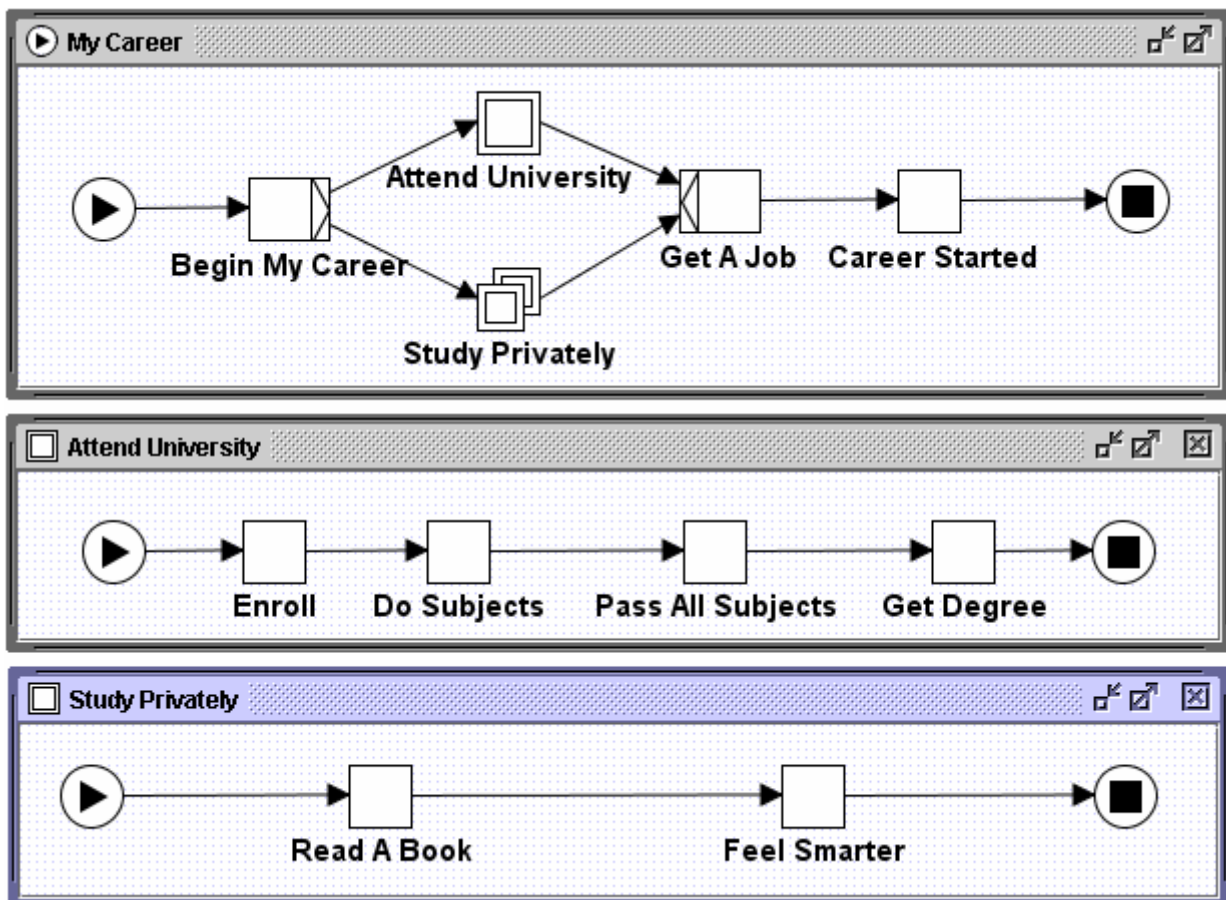 My Career
Attend University
Begin My Career
Get A Job
Career Started
Study Privately
Attend University
Enroll
Do Subjects
Pass All Subjects
Get Degree
Study Privately
Read A Book
Feel Smarter